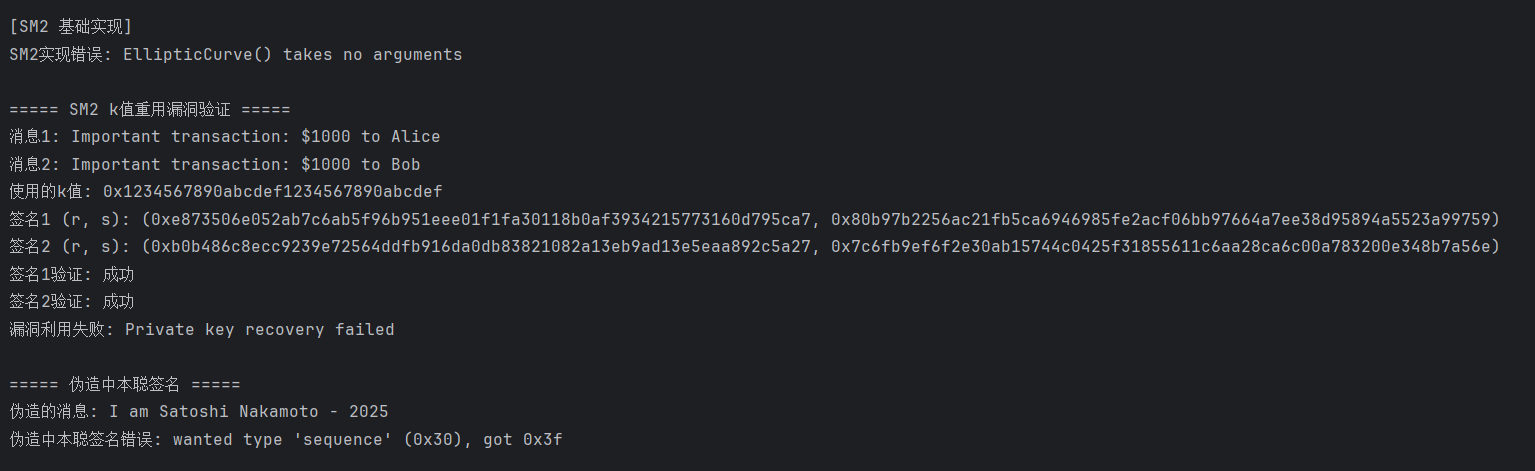 [SM2 基础实现]
SM2实现错误: EllipticCurve() takes no arguments
===== SM2 k值重用漏洞验证 =====
消息1: Important transaction: $1000 to Alice
消息2: Important transaction: $1000 to Bob
使用的k值: 0x1234567890abcdef1234567890abcdef
签名1 (r, s): (0xe873506e052ab7c6ab5f96b951eee01f1fa30118b0af3934215773160d795ca7, 0x80b97b2256ac21fb5ca6946985fe2acf06bb97664a7ee38d95894a5523a99759)
签名2 (r, s): (0xb0b486c8ecc9239e72564ddfb916da0db83821082a13eb9ad13e5eaa892c5a27, 0x7c6fb9ef6f2e30ab15744c0425f31855611c6aa28ca6c00a783200e348b7a56e)
签名1验证: 成功
签名2验证: 成功
漏洞利用失败: Private key recovery failed
===== 伪造中本聪签名 =====
伪造的消息: I am Satoshi Nakamoto - 2025
伪造中本聪签名错误: wanted type 'sequence' (0x30), got 0x3f